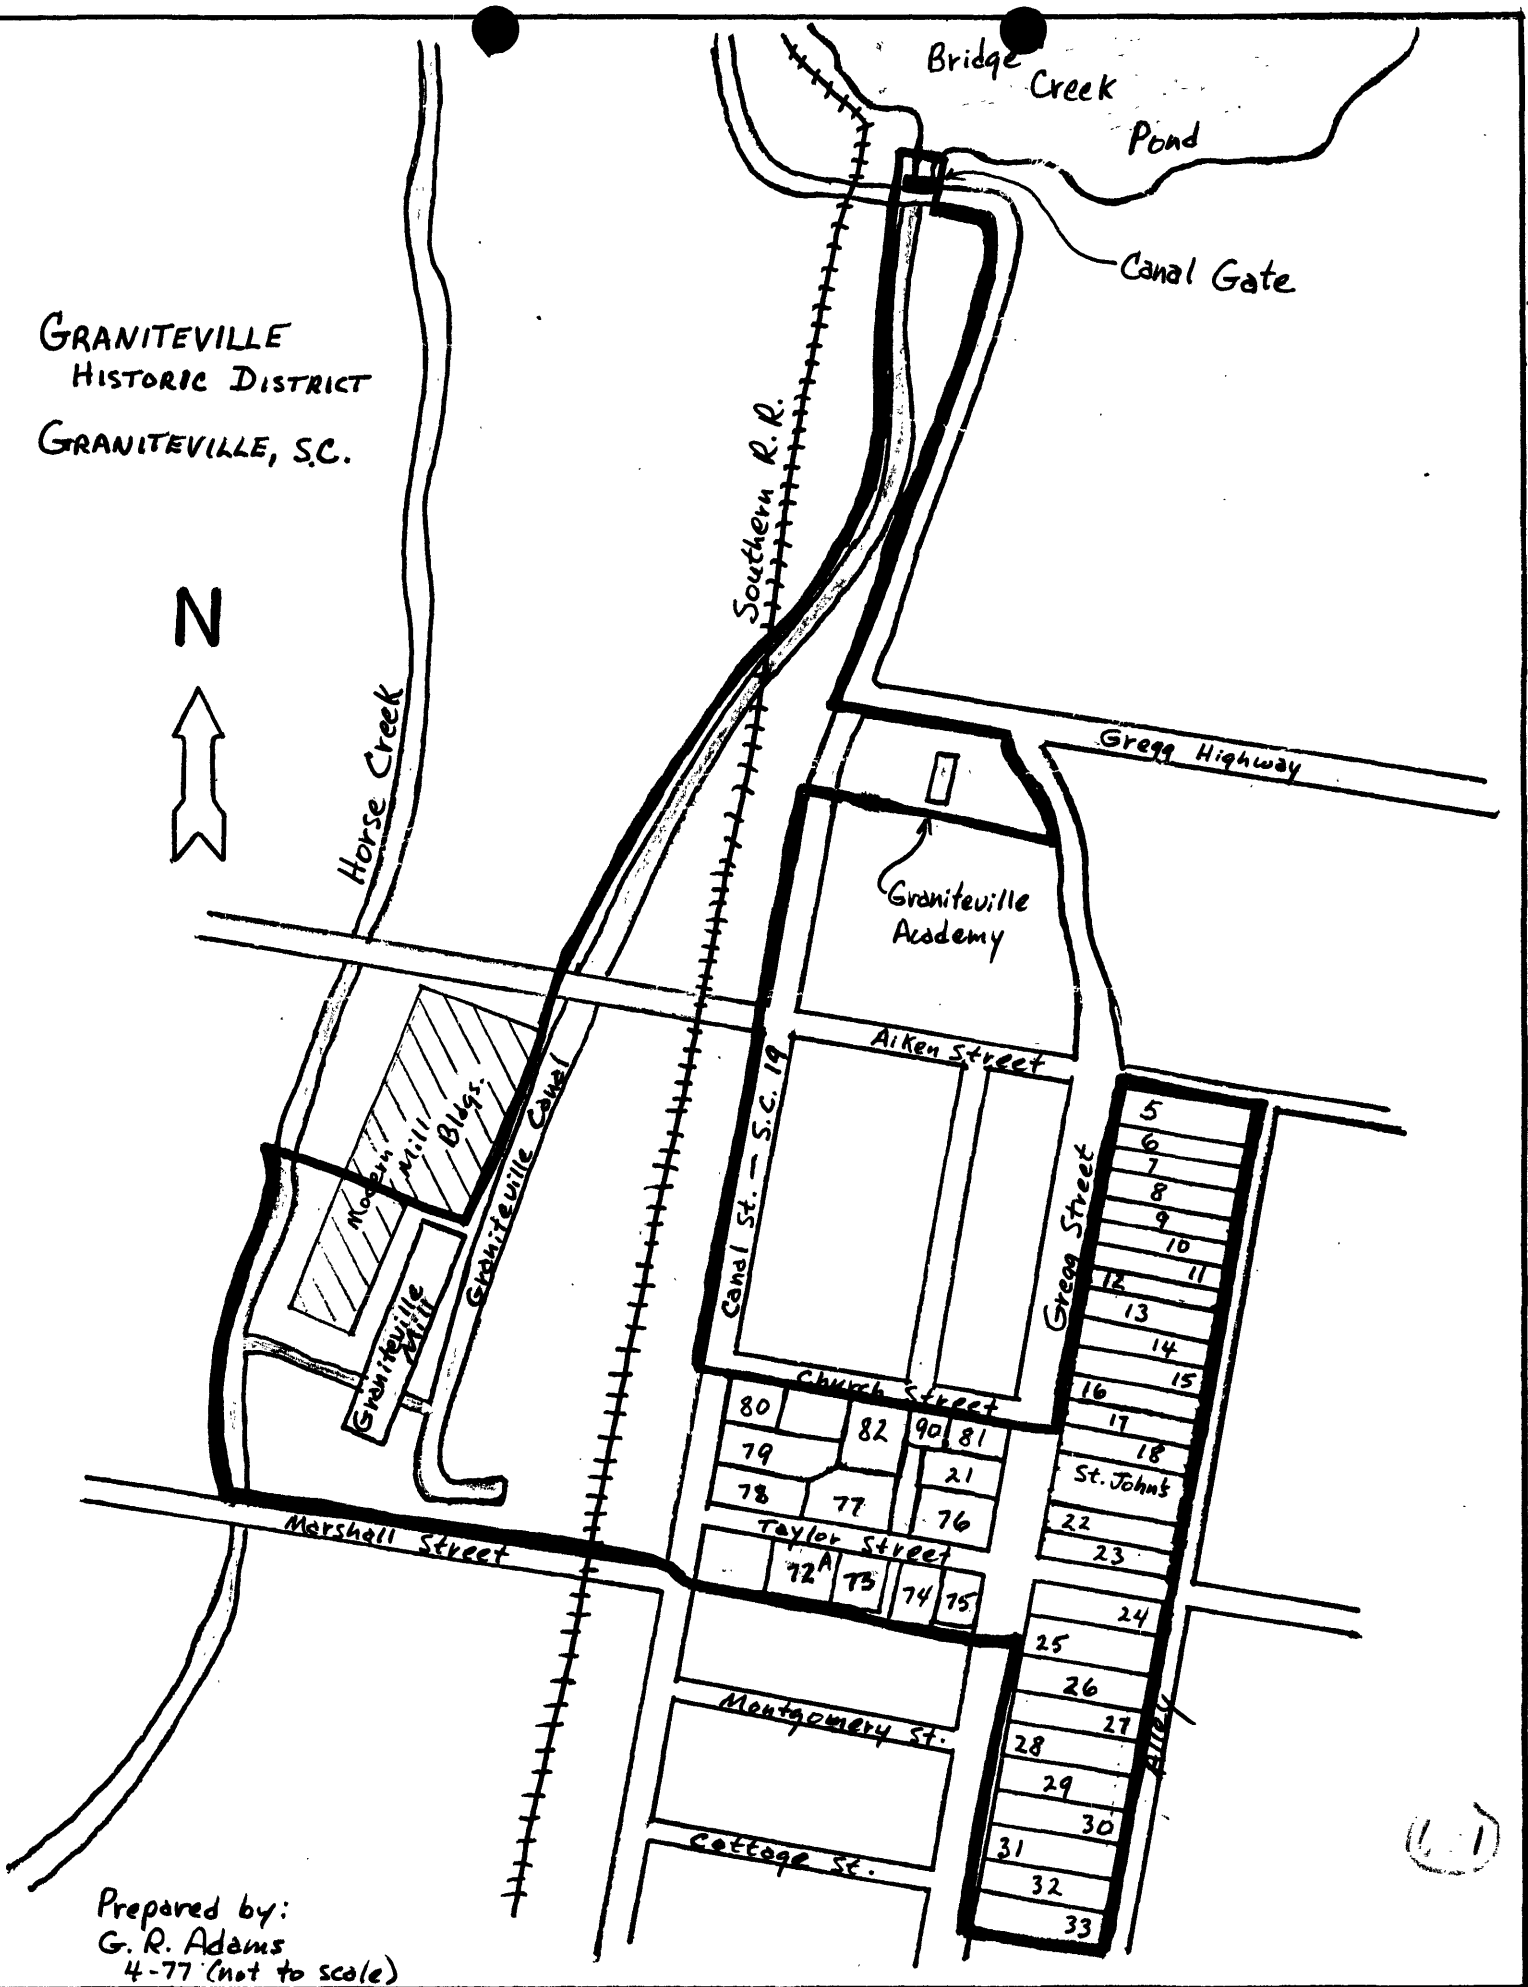 Bridge
Creek
Pond
Canal Gate
GRANITEVILLE
HISTORIC DISTRICT
GRANITEVILLE, S.C.
Southern R.R.
N
Horse Creek
Gregg Highway
Graniteville
Academy
Aiken Street
Canal St. – S.C. 19
Modern
Mill
Bldgs.
Graniteville Canal
Graniteville
Mill
Gregg Street
5
6
7
8
9
10
11
12
13
14
15
16
17
18
St. John's
22
23
24
25
26
27
28
29
30
31
32
33
Alley
Church Street
80
82
90
81
79
21
78
77
76
Taylor Street
72A
73
74
75
Marshall Street
Montgomery St.
Cottage St.
Prepared by:
G. R. Adams
4-77 (not to scale)